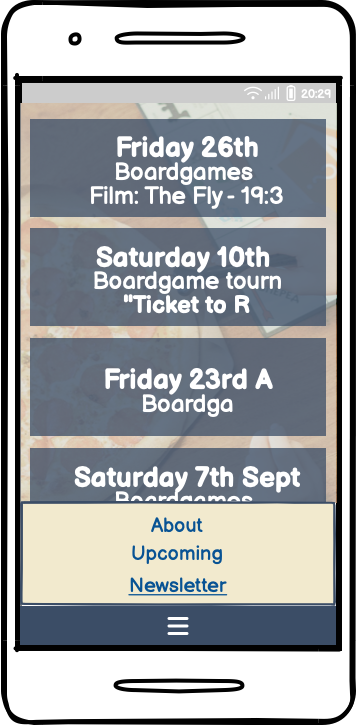 20:29
Friday 26th
Boardgames
Film: The Fly - 19:3
Saturday 10th
Boardgame tourn
"Ticket to R
Friday 23rd A
Boardga
Saturday 7th Sept
Boardgames
About
Upcoming
Newsletter